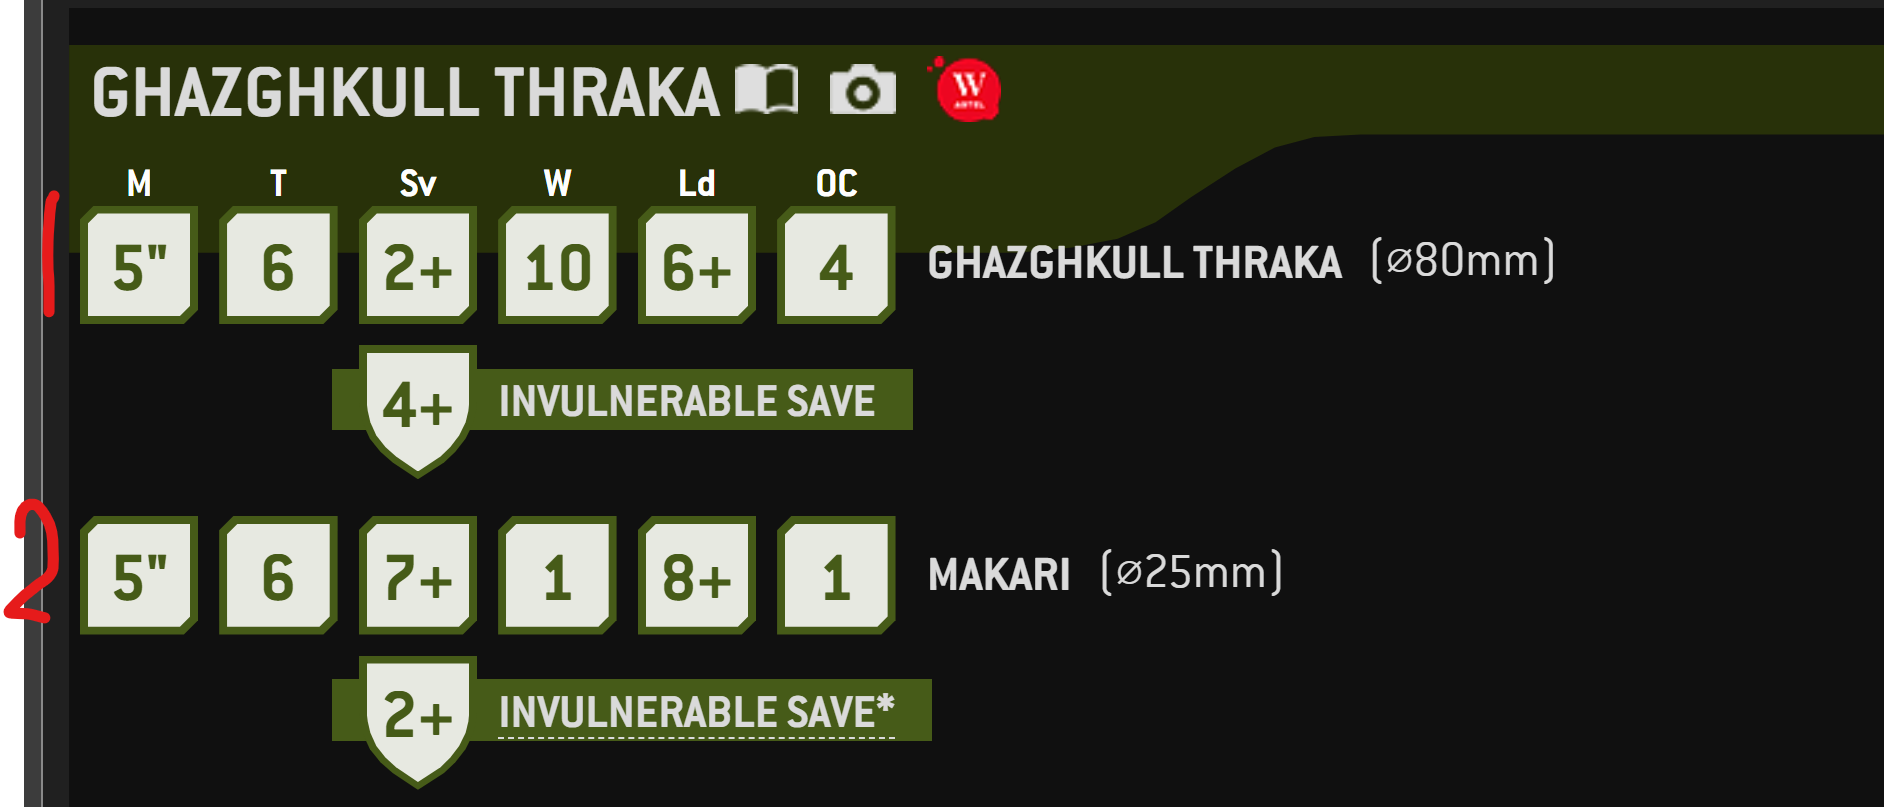 GHAZGHKULL THRAKA W ARTEL
M T Sv W Ld OC
1 5" 6 2+ 10 6+ 4 GHAZGHKULL THRAKA (⌀80mm)
4+ INVULNERABLE SAVE
2 5" 6 7+ 1 8+ 1 MAKARI (⌀25mm)
2+ INVULNERABLE SAVE*